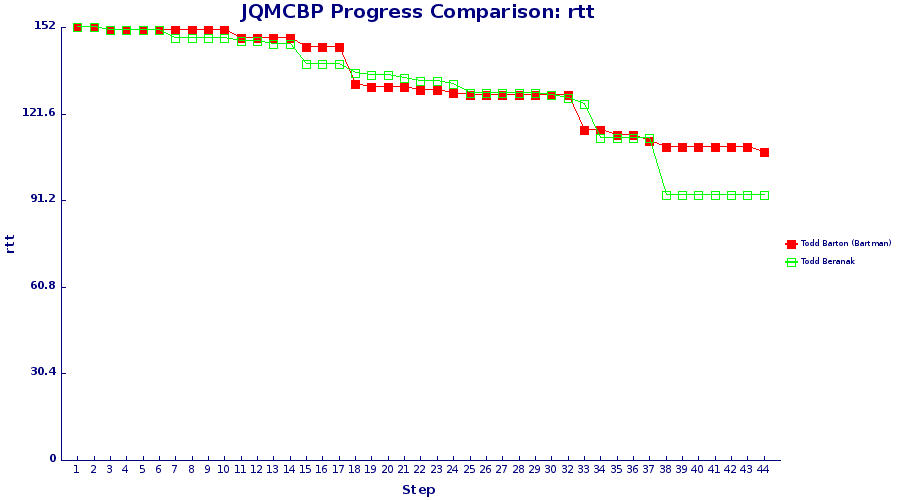 JQMCBP Progress Comparison: rtt
152
121.6
91.2
60.8
30.4
0
rtt
1 2 3 4 5 6 7 8 9 10 11 12 13 14 15 16 17 18 19 20 21 22 23 24 25 26 27 28 29 30 32 33 34 35 36 37 38 39 40 41 42 43 44
Step
Todd Barton (Bartman)
Todd Beranak